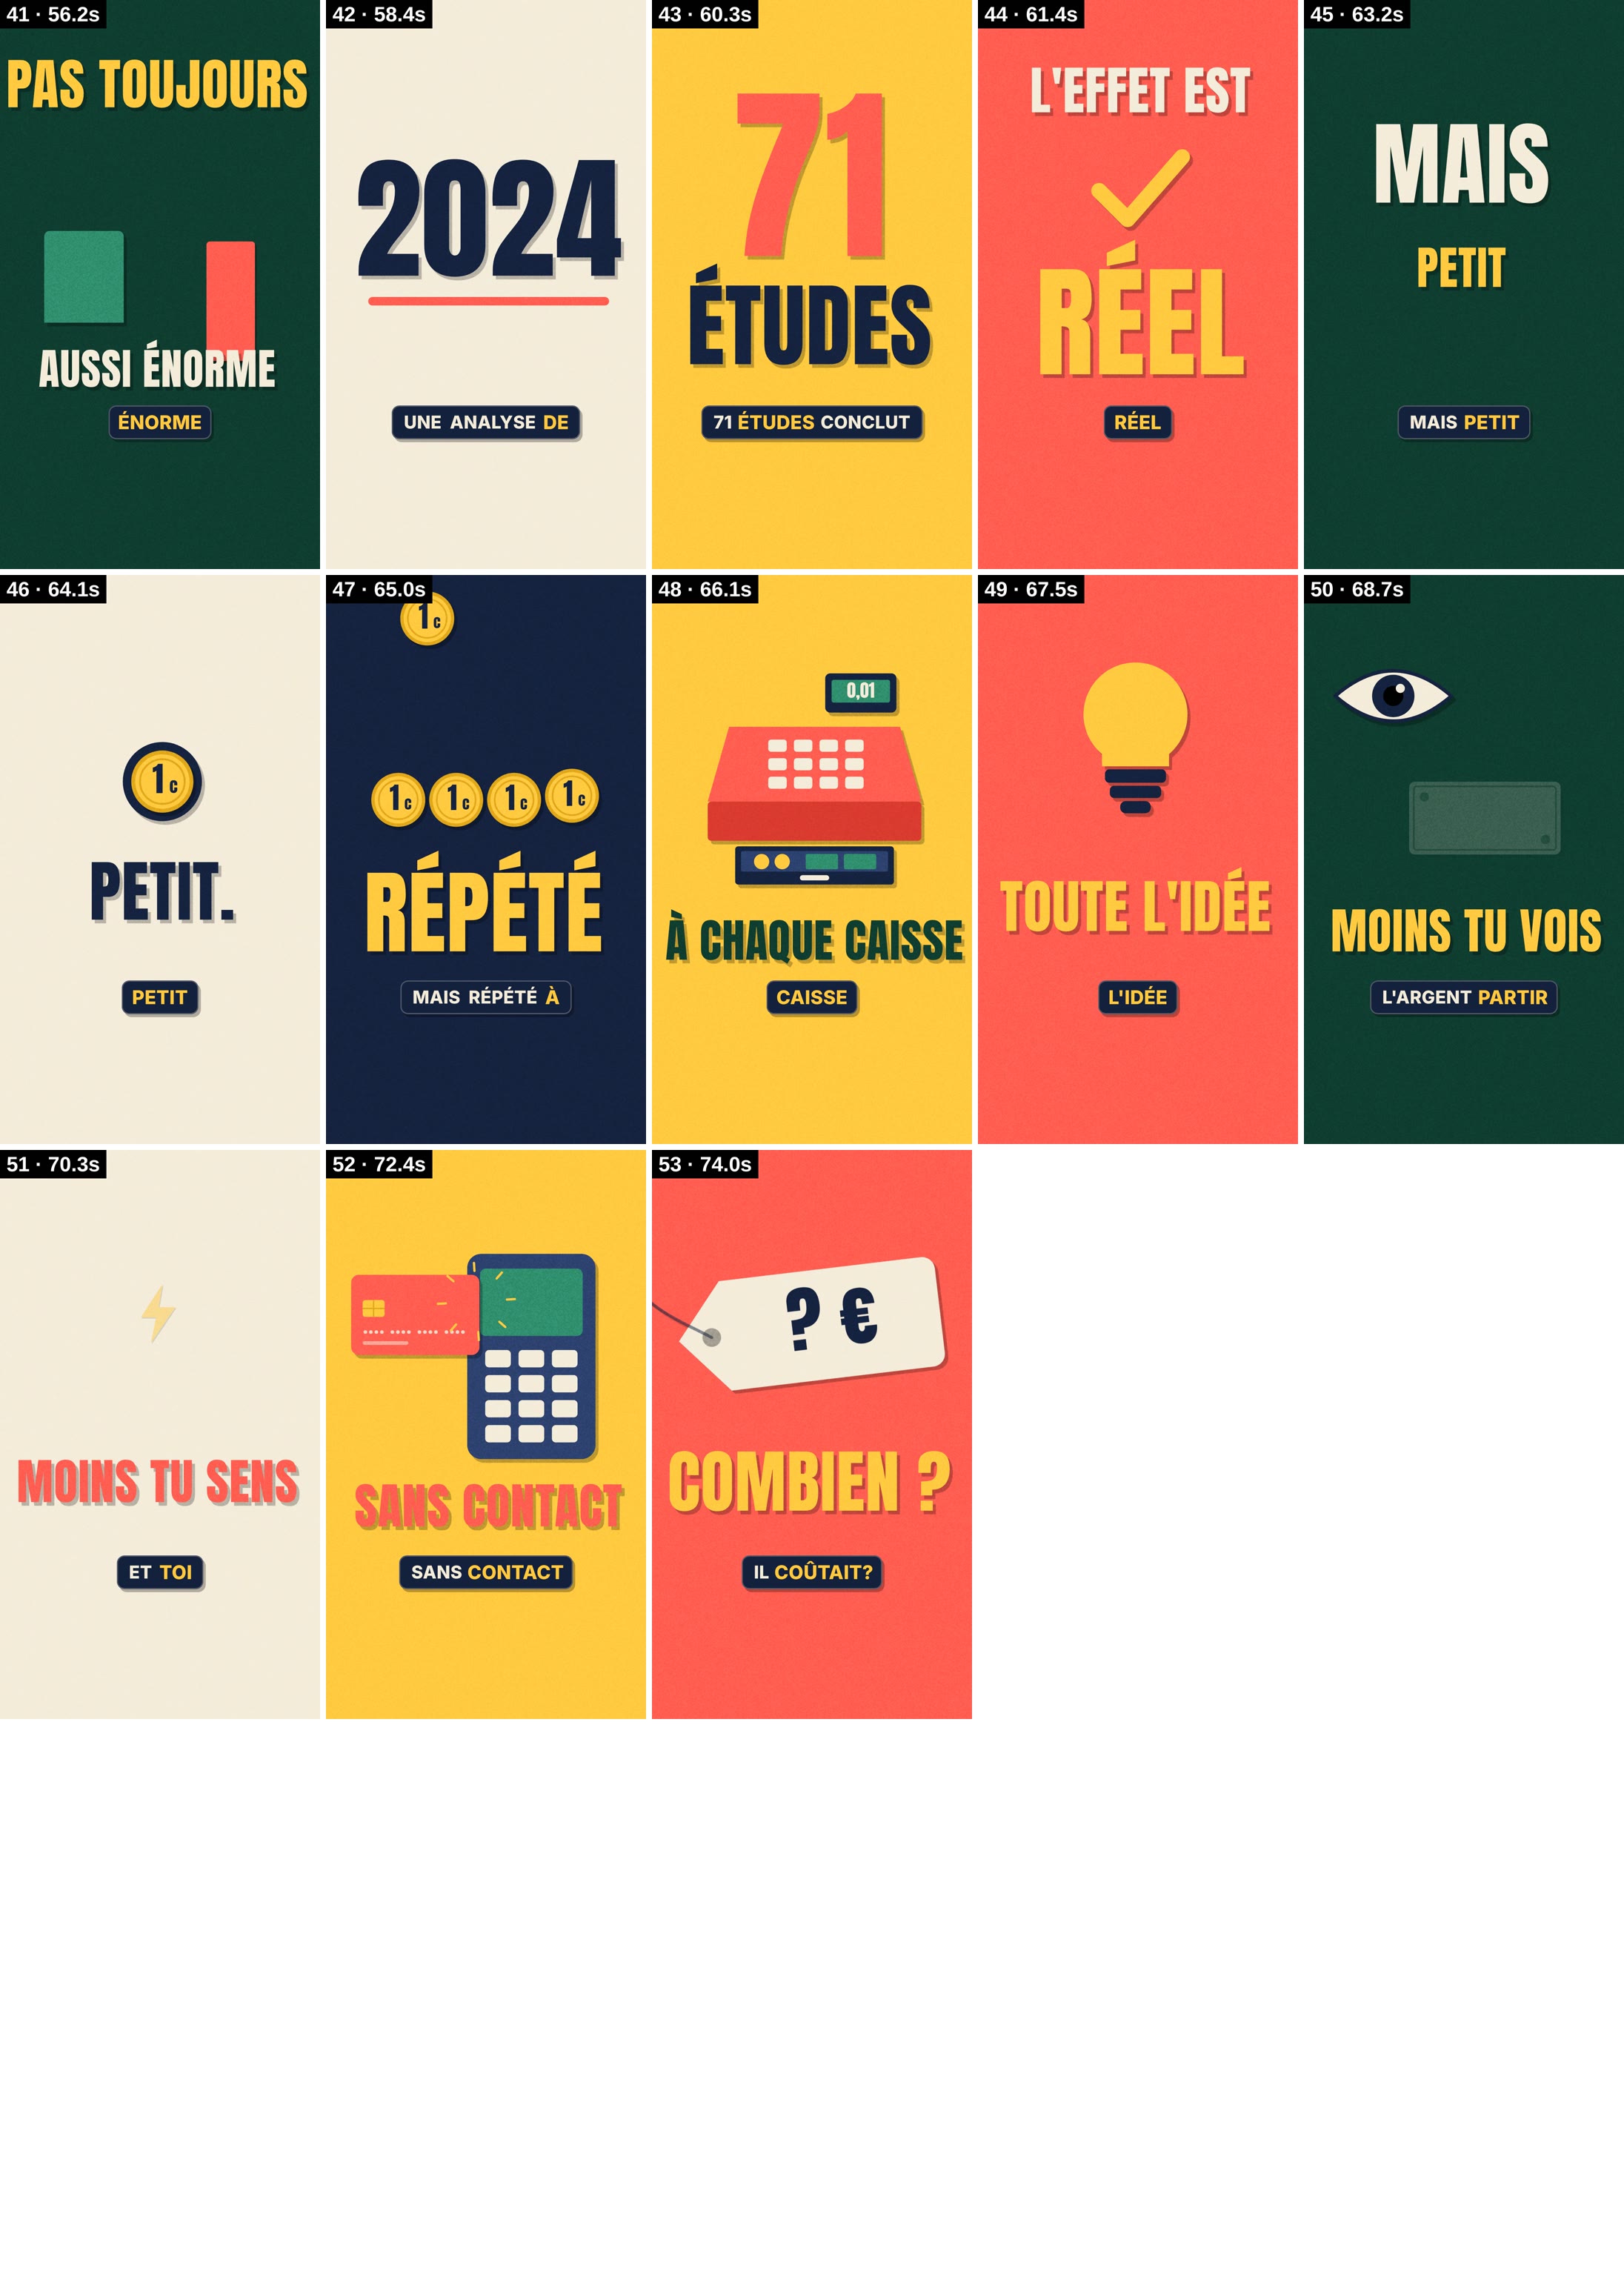 41 · 56.2s
PAS TOUJOURS
AUSSI ÉNORME
ÉNORME
42 · 58.4s
2024
UNE ANALYSE DE
43 · 60.3s
71
ÉTUDES
71 ÉTUDES CONCLUT
44 · 61.4s
L'EFFET EST
RÉEL
RÉEL
45 · 63.2s
MAIS
PETIT
MAIS PETIT
46 · 64.1s
1c
PETIT.
PETIT
47 · 65.0s
1c
1c 1c 1c 1c
RÉPÉTÉ
MAIS RÉPÉTÉ À
48 · 66.1s
0,01
À CHAQUE CAISSE
CAISSE
49 · 67.5s
TOUTE L'IDÉE
L'IDÉE
50 · 68.7s
MOINS TU VOIS
L'ARGENT PARTIR
51 · 70.3s
MOINS TU SENS
ET TOI
52 · 72.4s
SANS CONTACT
SANS CONTACT
53 · 74.0s
? €
COMBIEN ?
IL COÛTAIT?